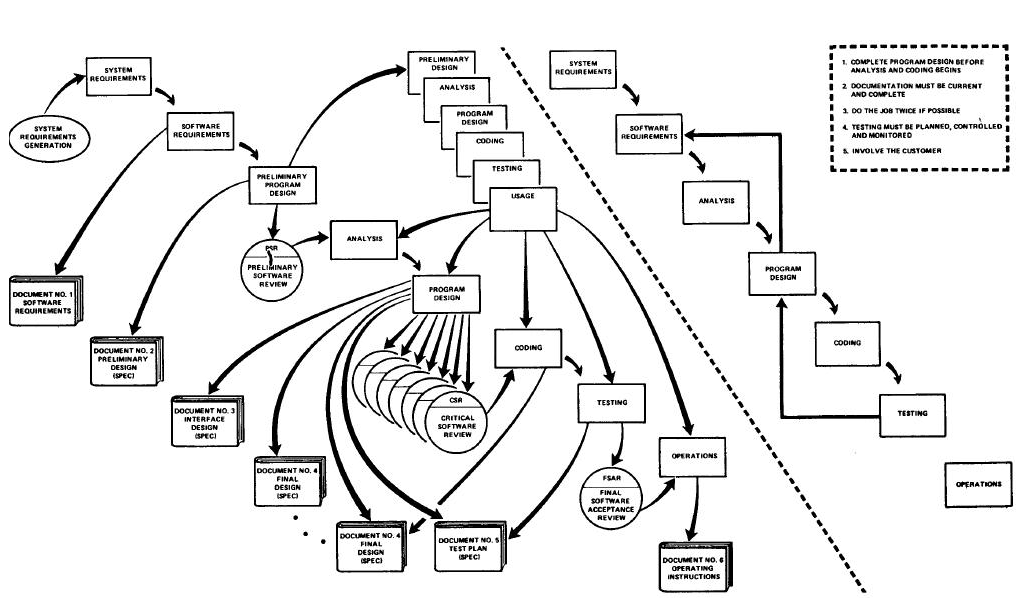 SYSTEM
REQUIREMENTS
GENERATION
SYSTEM
REQUIREMENTS
SOFTWARE
REQUIREMENTS
PRELIMINARY
PROGRAM
DESIGN
PRELIMINARY
DESIGN
ANALYSIS
PROGRAM
DESIGN
CODING
TESTING
USAGE
PSR
PRELIMINARY
SOFTWARE
REVIEW
ANALYSIS
PROGRAM
DESIGN
CSR
CRITICAL
SOFTWARE
REVIEW
CODING
TESTING
FSAR
FINAL
SOFTWARE
ACCEPTANCE
REVIEW
OPERATIONS
DOCUMENT NO. 1
SOFTWARE
REQUIREMENTS
DOCUMENT NO. 2
PRELIMINARY
DESIGN
(SPEC)
DOCUMENT NO. 3
INTERFACE
DESIGN
(SPEC)
DOCUMENT NO. 4
FINAL
DESIGN
(SPEC)
DOCUMENT NO. 4
FINAL
DESIGN
(SPEC)
DOCUMENT NO. 5
TEST PLAN
(SPEC)
DOCUMENT NO. 6
OPERATING
INSTRUCTIONS
SYSTEM
REQUIREMENTS
SOFTWARE
REQUIREMENTS
ANALYSIS
PROGRAM
DESIGN
CODING
TESTING
OPERATIONS
1. COMPLETE PROGRAM DESIGN BEFORE
ANALYSIS AND CODING BEGINS
2. DOCUMENTATION MUST BE CURRENT
AND COMPLETE
3. DO THE JOB TWICE IF POSSIBLE
4. TESTING MUST BE PLANNED, CONTROLLED
AND MONITORED
5. INVOLVE THE CUSTOMER